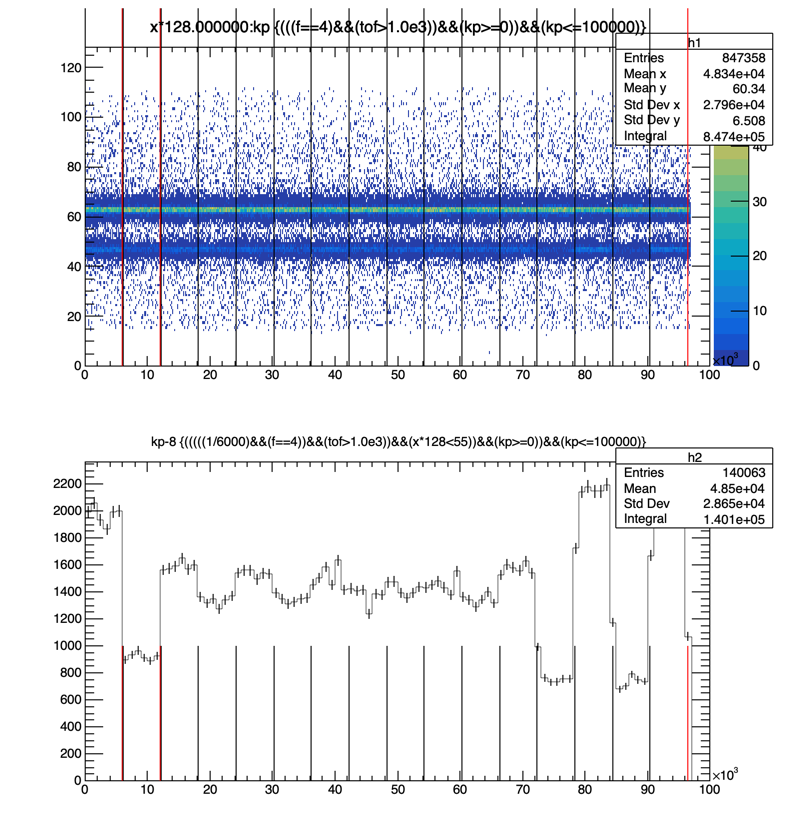 x*128.000000:kp {((((f==4)&&(tof>1.0e3))&&(kp>=0))&&(kp<=100000)}
h1
Entries 847358
Mean x 4.834e+04
Mean y 60.34
Std Dev x 2.796e+04
Std Dev y 6.508
Integral 8.474e+05
120
100
80
60
40
20
0
40
30
20
10
0
0 10 20 30 40 50 60 70 80 90 100
×10³
kp-8 {((((((1/6000)&&(f==4))&&(tof>1.0e3))&&(x*128<55))&&(kp>=0))&&(kp<=100000)}
h2
Entries 140063
Mean 4.85e+04
Std Dev 2.865e+04
Integral 1.401e+05
2200
2000
1800
1600
1400
1200
1000
800
600
400
200
0
0 10 20 30 40 50 60 70 80 90 100
×10³